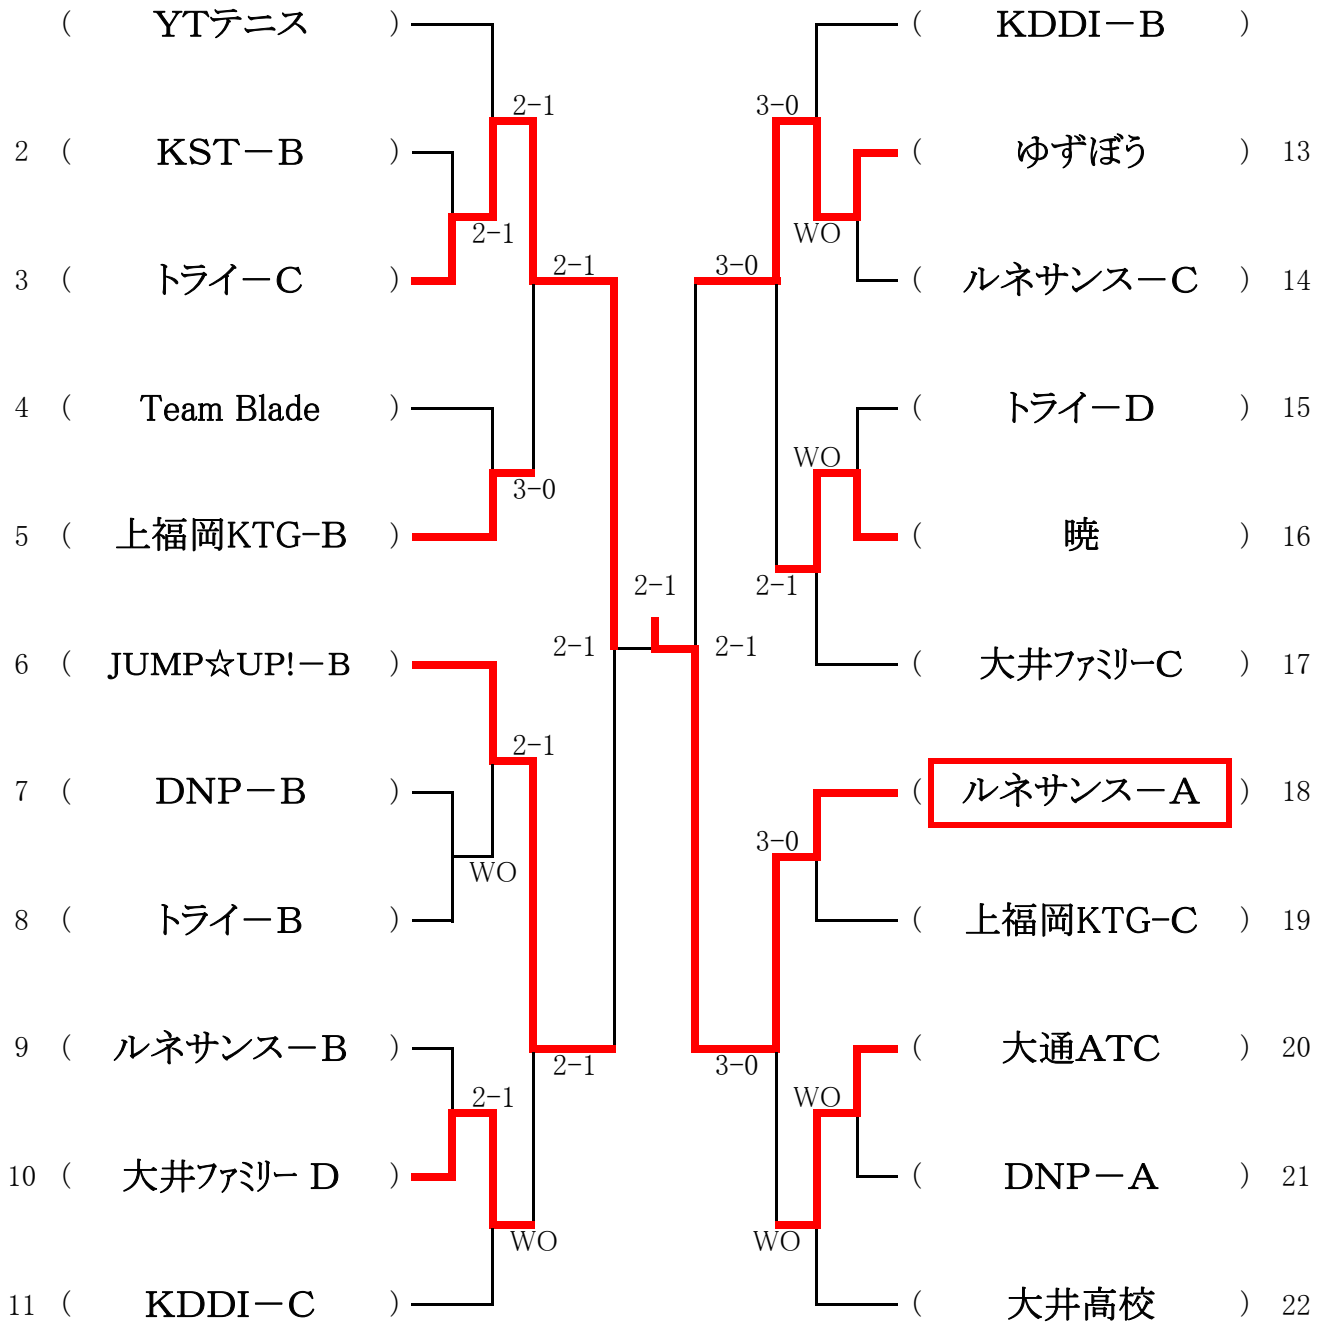 ( YTテニス )
2-1
2 ( KST－B )
2-1
3 ( トライ－C )
2-1
4 ( Team Blade )
3-0
5 ( 上福岡KTG-B )
2-1
6 ( JUMP☆UP!－B )
2-1
7 ( DNP－B )
WO
8 ( トライ－B )
9 ( ルネサンス－B )
2-1
2-1
10 ( 大井ファミリー D )
WO
11 ( KDDI－C )
2-1
( KDDI－B )
3-0
( ゆずぼう ) 13
WO
3-0
( ルネサンス－C ) 14
( トライ－D ) 15
WO
( 暁 ) 16
2-1
2-1
( 大井ファミリーC ) 17
( ルネサンス－A ) 18
3-0
( 上福岡KTG-C ) 19
( 大通ATC ) 20
3-0
WO
( DNP－A ) 21
WO
( 大井高校 ) 22